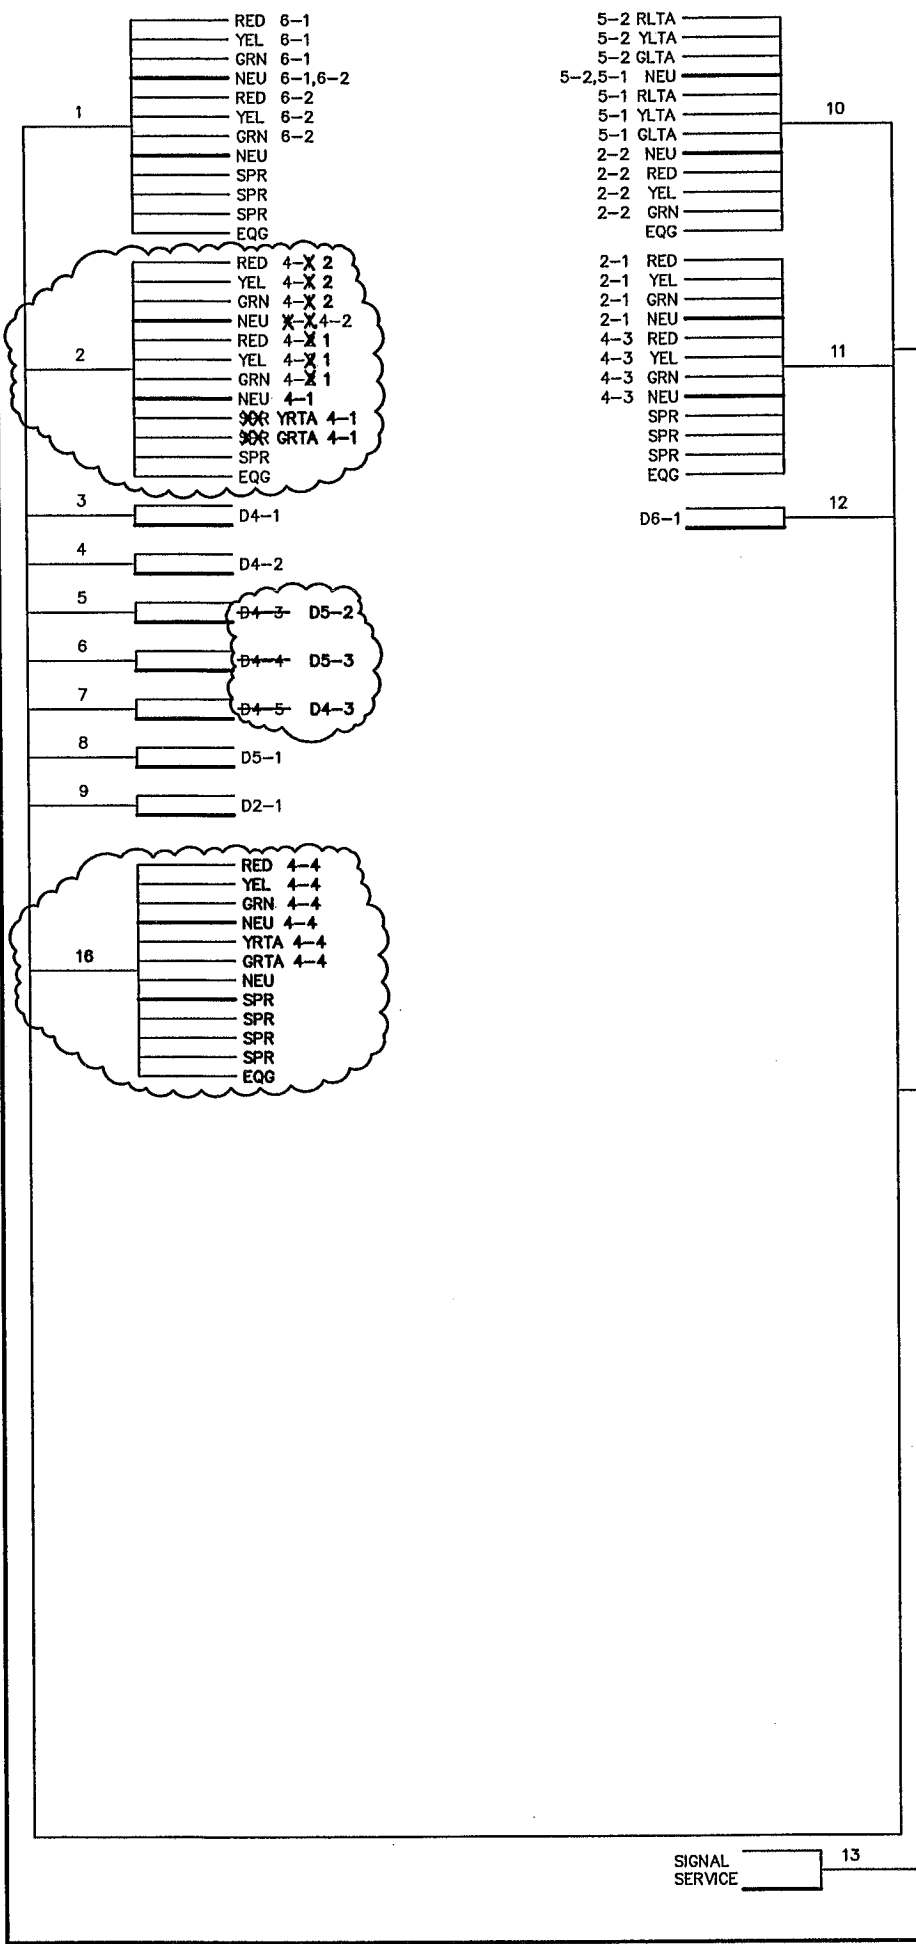 RED 6-1
YEL 6-1
GRN 6-1
NEU 6-1,6-2
RED 6-2
1
YEL 6-2
GRN 6-2
NEU
SPR
SPR
SPR
EQG
RED 4-X 2
YEL 4-X 2
GRN 4-X 2
NEU X-X,4-2
RED 4-2 1
2
YEL 4-X 1
GRN 4-2 1
NEU 4-1
YRTA 4-1
GRTA 4-1
SPR
EQG
3
D4-1
4
D4-2
5
D4-3 D5-2
6
D4-4 D5-3
7
D4-5 D4-3
8
D5-1
9
D2-1
RED 4-4
YEL 4-4
GRN 4-4
NEU 4-4
YRTA 4-4
16
GRTA 4-4
NEU
SPR
SPR
SPR
SPR
EQG
5-2 RLTA
5-2 YLTA
5-2 GLTA
5-2,5-1 NEU
5-1 RLTA
10
5-1 YLTA
5-1 GLTA
2-2 NEU
2-2 RED
2-2 YEL
2-2 GRN
EQG
2-1 RED
2-1 YEL
2-1 GRN
2-1 NEU
4-3 RED
11
4-3 YEL
4-3 GRN
4-3 NEU
SPR
SPR
SPR
EQG
12
D6-1
13
SIGNAL
SERVICE